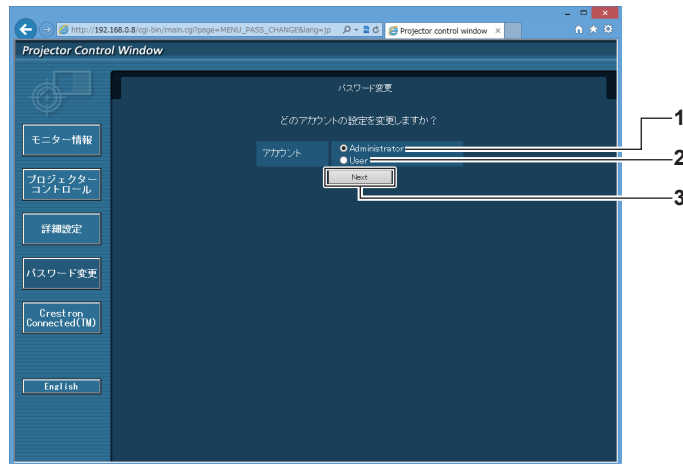 http://192.168.0.8/cgi-bin/main.cgi?page=MENU_PASS_CHANGE&lang=jp
Projector control window
Projector Control Window
パスワード変更
どのアカウントの設定を変更しますか？
アカウント
Administrator
User
Next
1
2
3
モニター情報
プロジェクター
コントロール
詳細設定
パスワード変更
Crestron
Connected(TM)
English